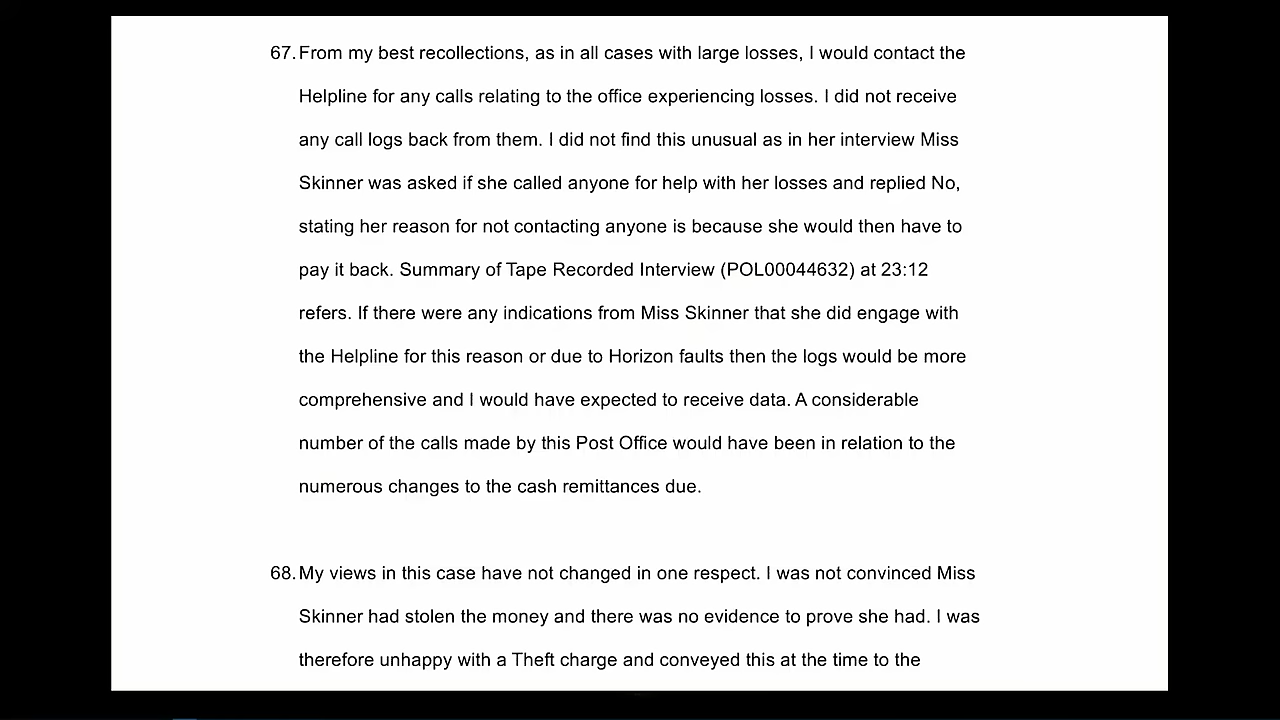 67. From my best recollections, as in all cases with large losses, I would contact the
Helpline for any calls relating to the office experiencing losses. I did not receive
any call logs back from them. I did not find this unusual as in her interview Miss
Skinner was asked if she called anyone for help with her losses and replied No,
stating her reason for not contacting anyone is because she would then have to
pay it back. Summary of Tape Recorded Interview (POL00044632) at 23:12
refers. If there were any indications from Miss Skinner that she did engage with
the Helpline for this reason or due to Horizon faults then the logs would be more
comprehensive and I would have expected to receive data. A considerable
number of the calls made by this Post Office would have been in relation to the
numerous changes to the cash remittances due.
68. My views in this case have not changed in one respect. I was not convinced Miss
Skinner had stolen the money and there was no evidence to prove she had. I was
therefore unhappy with a Theft charge and conveyed this at the time to the